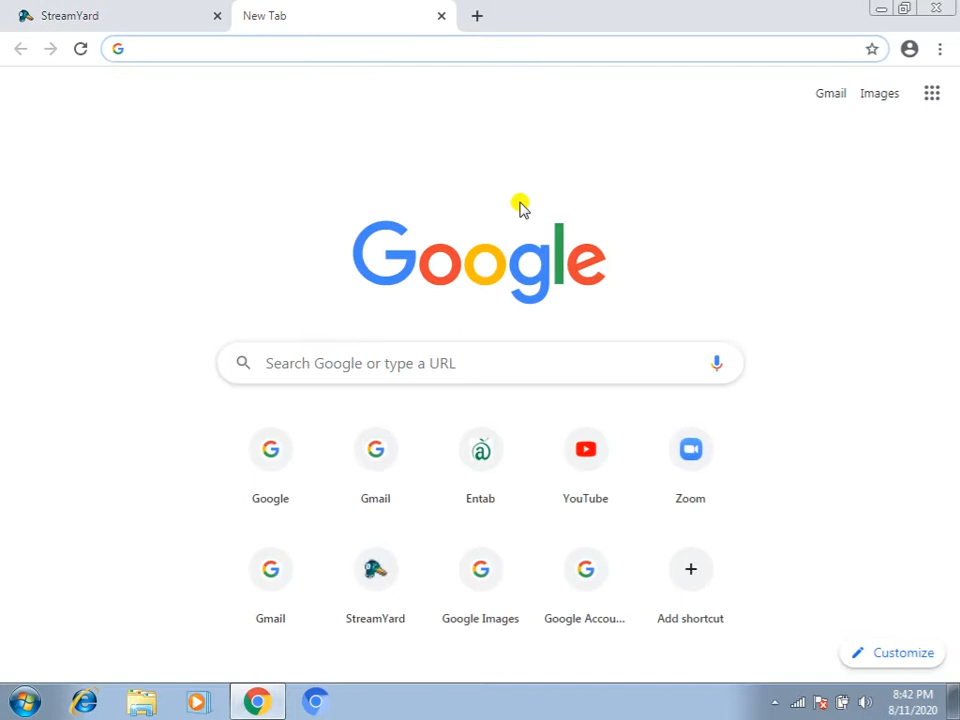 StreamYard
New Tab
Gmail Images
Google
Search Google or type a URL
Google Gmail Entab YouTube Zoom
Gmail StreamYard Google Images Google Accou... Add shortcut
Customize
8:42 PM
8/11/2020